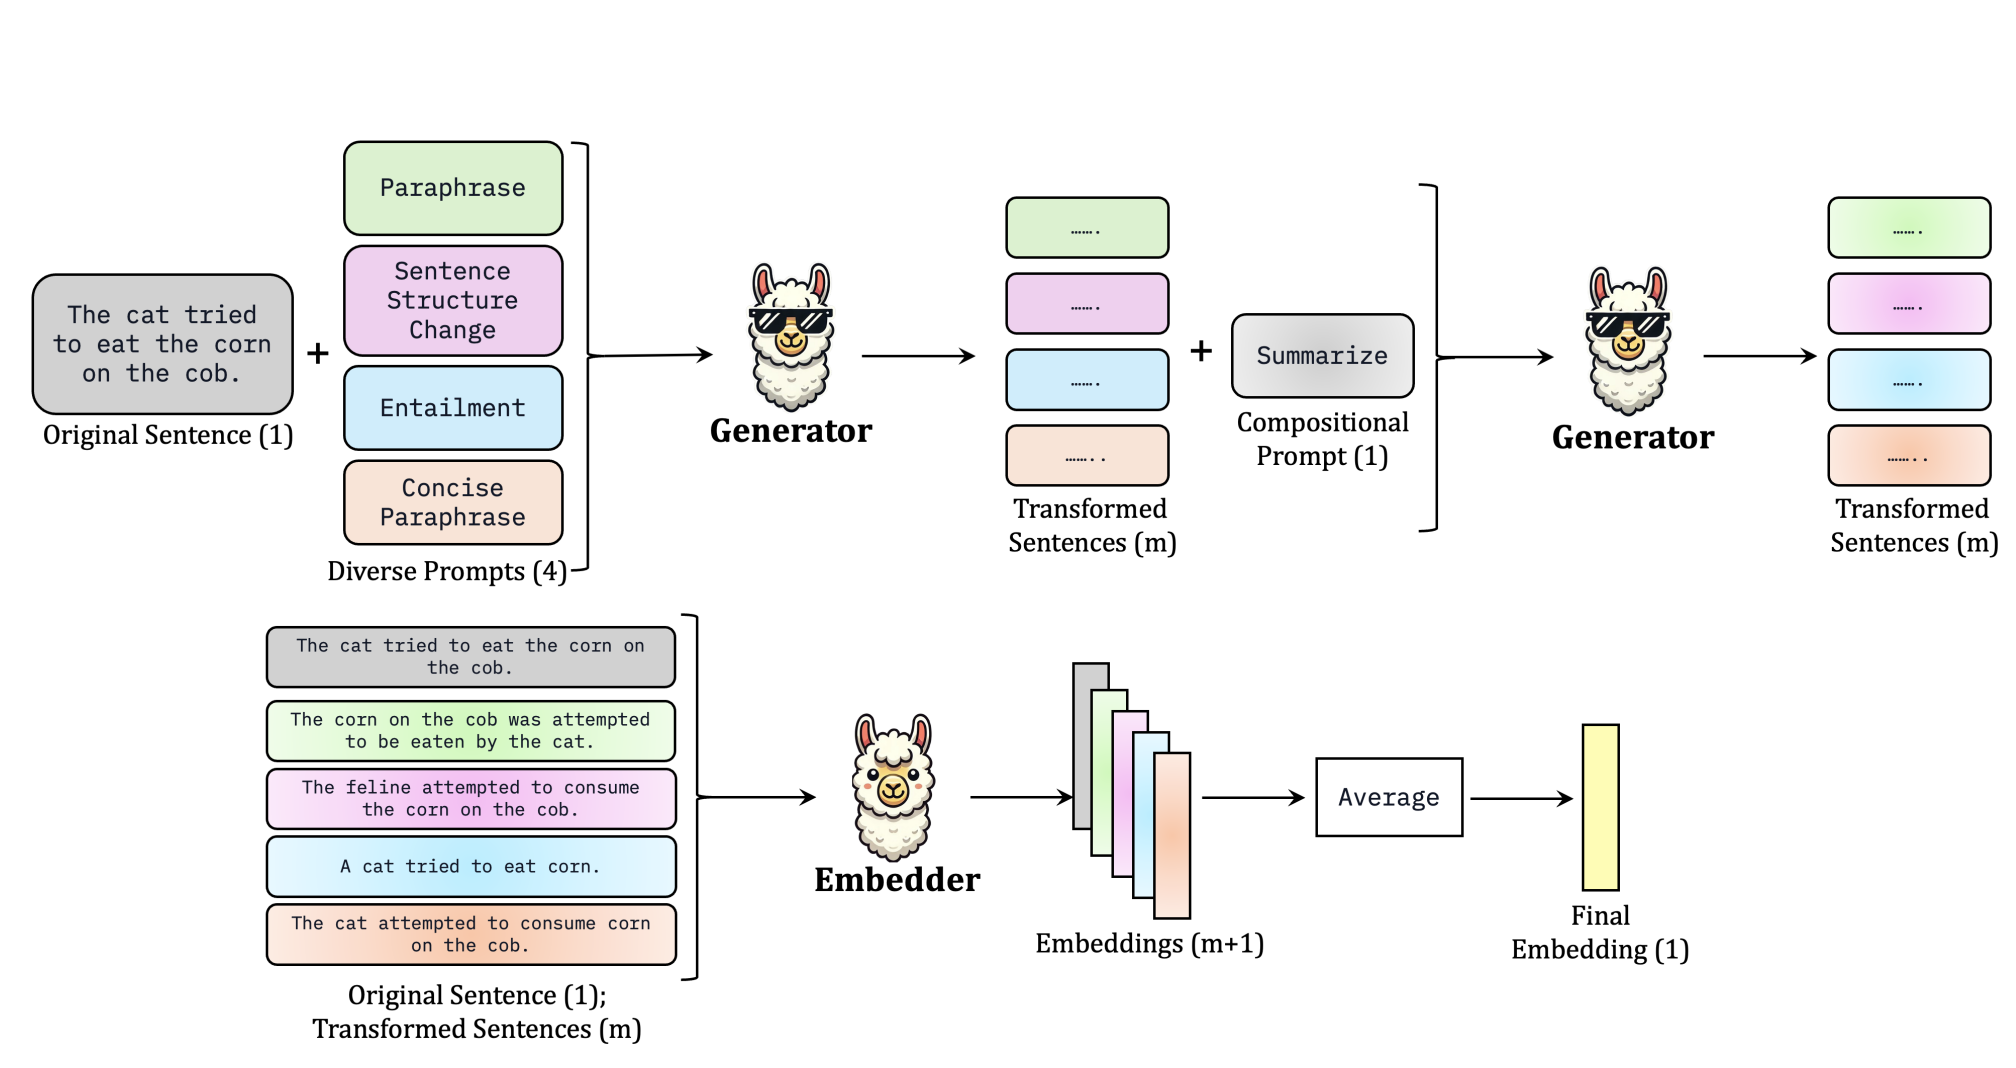 The cat tried
to eat the corn
on the cob.
Original Sentence (1)
+
Paraphrase
Sentence
Structure
Change
Entailment
Concise
Paraphrase
Diverse Prompts (4)
Generator
…….
…….
…….
……..
Transformed
Sentences (m)
+
Summarize
Compositional
Prompt (1)
Generator
…….
…….
…….
……..
Transformed
Sentences (m)
The cat tried to eat the corn on
the cob.
The corn on the cob was attempted
to be eaten by the cat.
The feline attempted to consume
the corn on the cob.
A cat tried to eat corn.
The cat attempted to consume corn
on the cob.
Original Sentence (1);
Transformed Sentences (m)
Embedder
Embeddings (m+1)
Average
Final
Embedding (1)